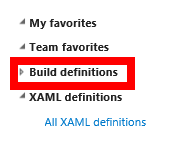 My favorites
Team favorites
Build definitions
XAML definitions
All XAML definitions